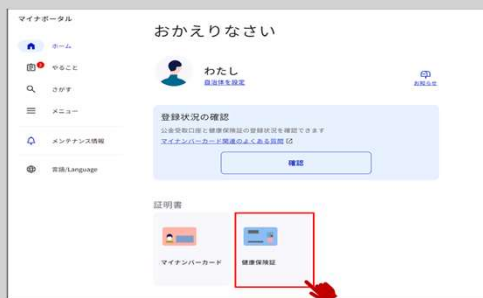 マイナポータル
ホーム
やること
さがす
メニュー
メンテナンス情報
言語/Language
おかえりなさい
わたし
自治体を設定
お知らせ
登録状況の確認
公金受取口座と健康保険証の登録状況を確認できます
マイナンバーカード関連のよくある質問
確認
証明書
マイナンバーカード
健康保険証